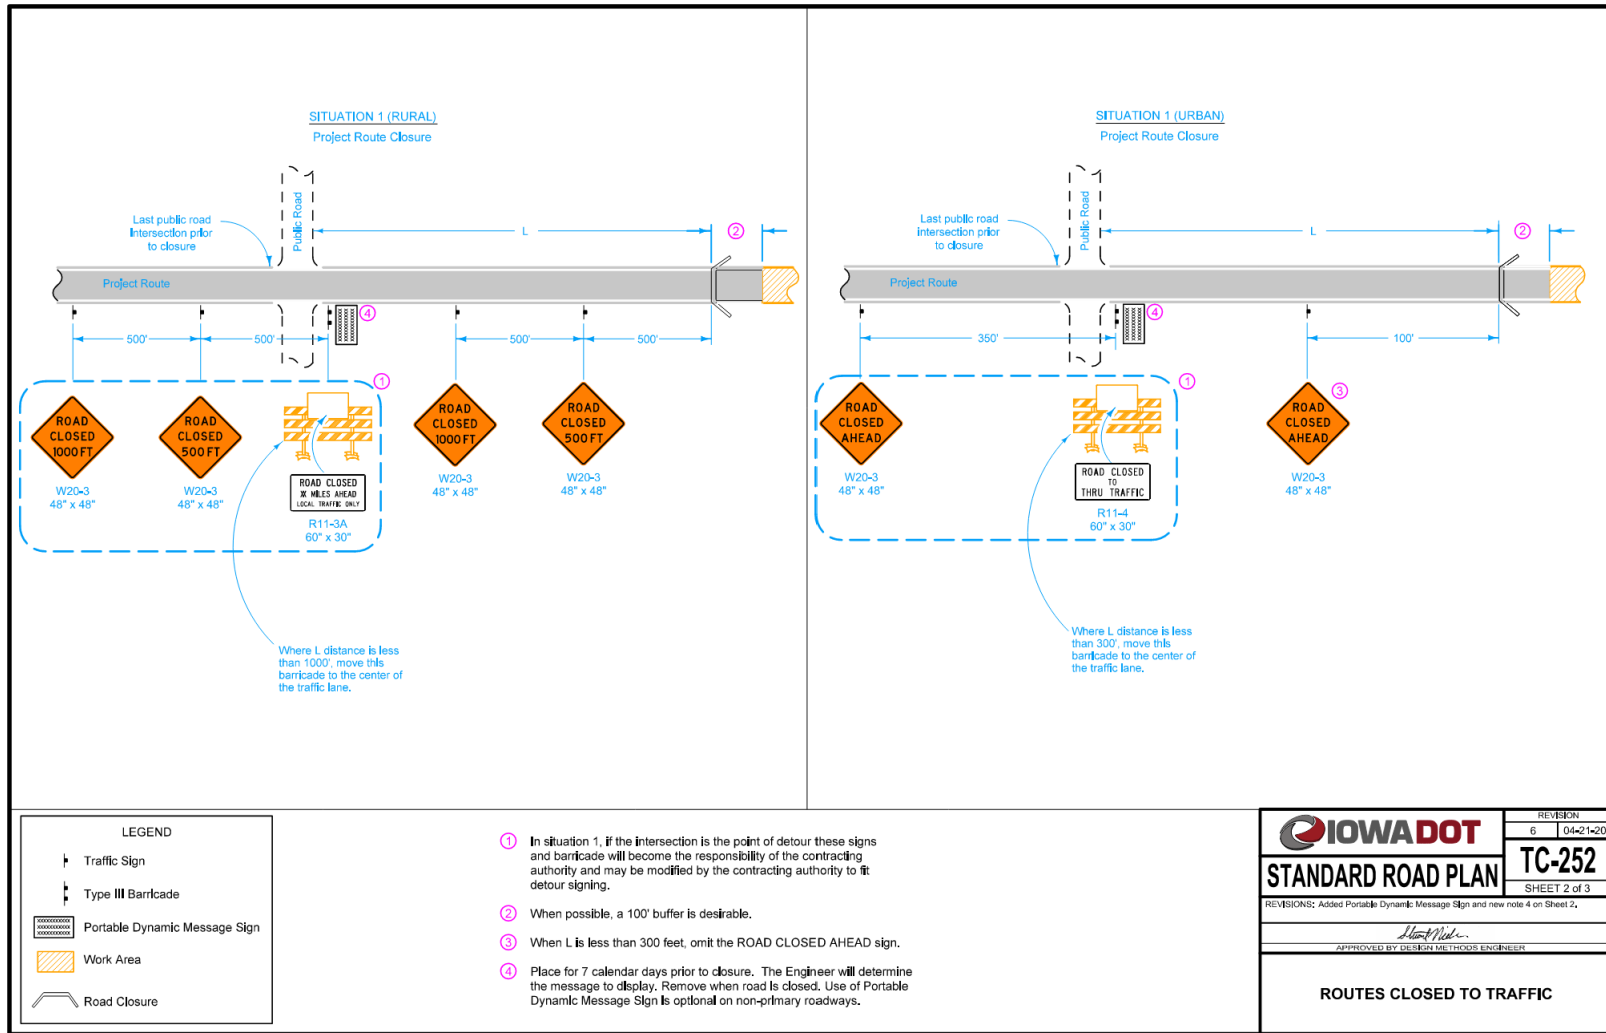 SITUATION 1 (RURAL)
Project Route Closure
Public Road
Last public road
intersection prior
to closure
L
2
Project Route
4
500'
500'
500'
500'
1
ROAD
CLOSED
1000 FT
W20-3
48" x 48"
ROAD
CLOSED
500 FT
W20-3
48" x 48"
ROAD CLOSED
XX MILES AHEAD
LOCAL TRAFFIC ONLY
R11-3A
60" x 30"
ROAD
CLOSED
1000 FT
W20-3
48" x 48"
ROAD
CLOSED
500 FT
W20-3
48" x 48"
Where L distance is less
than 1000', move this
barricade to the center of
the traffic lane.
SITUATION 1 (URBAN)
Project Route Closure
Public Road
Last public road
intersection prior
to closure
L
2
Project Route
4
350'
100'
1
ROAD
CLOSED
AHEAD
W20-3
48" x 48"
ROAD CLOSED
TO
THRU TRAFFIC
R11-4
60" x 30"
3
ROAD
CLOSED
AHEAD
W20-3
48" x 48"
Where L distance is less
than 300', move this
barricade to the center of
the traffic lane.
LEGEND
Traffic Sign
Type III Barricade
XXXXXXXXXX
XXXXXXXXXX
XXXXXXXXXX
Portable Dynamic Message Sign
Work Area
Road Closure
1 In situation 1, if the intersection is the point of detour these signs
and barricade will become the responsibility of the contracting
authority and may be modified by the contracting authority to fit
detour signing.
2 When possible, a 100' buffer is desirable.
3 When L is less than 300 feet, omit the ROAD CLOSED AHEAD sign.
4 Place for 7 calendar days prior to closure. The Engineer will determine
the message to display. Remove when road is closed. Use of Portable
Dynamic Message Sign is optional on non-primary roadways.
IOWADOT
STANDARD ROAD PLAN
REVISION
6 04-21-20
TC-252
SHEET 2 of 3
REVISIONS: Added Portable Dynamic Message Sign and new note 4 on Sheet 2.
APPROVED BY DESIGN METHODS ENGINEER
ROUTES CLOSED TO TRAFFIC